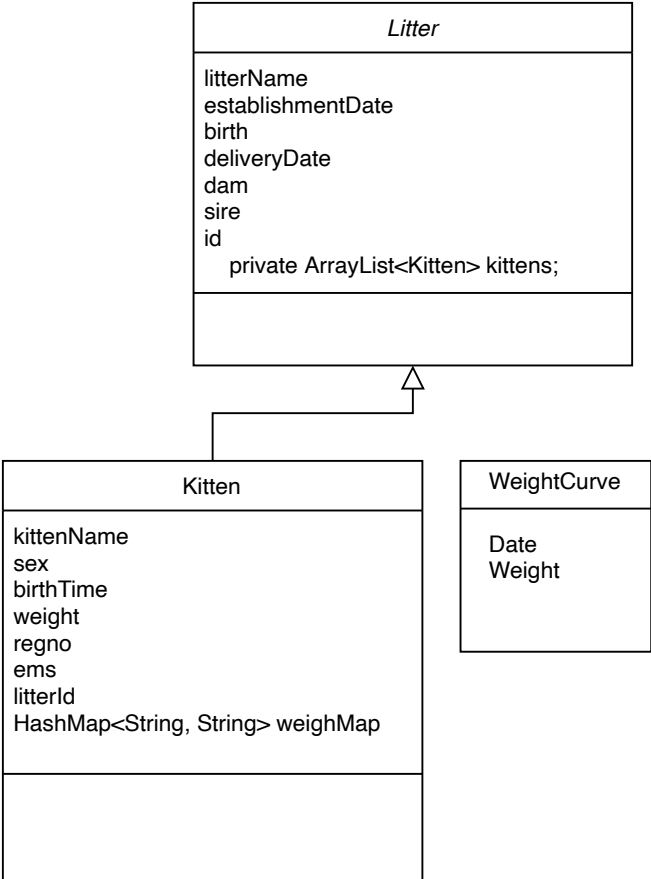 Litter
litterName
establishmentDate
birth
deliveryDate
dam
sire
id
private ArrayList<Kitten> kittens;
Kitten
kittenName
sex
birthTime
weight
regno
ems
litterId
HashMap<String, String> weighMap
WeightCurve
Date
Weight